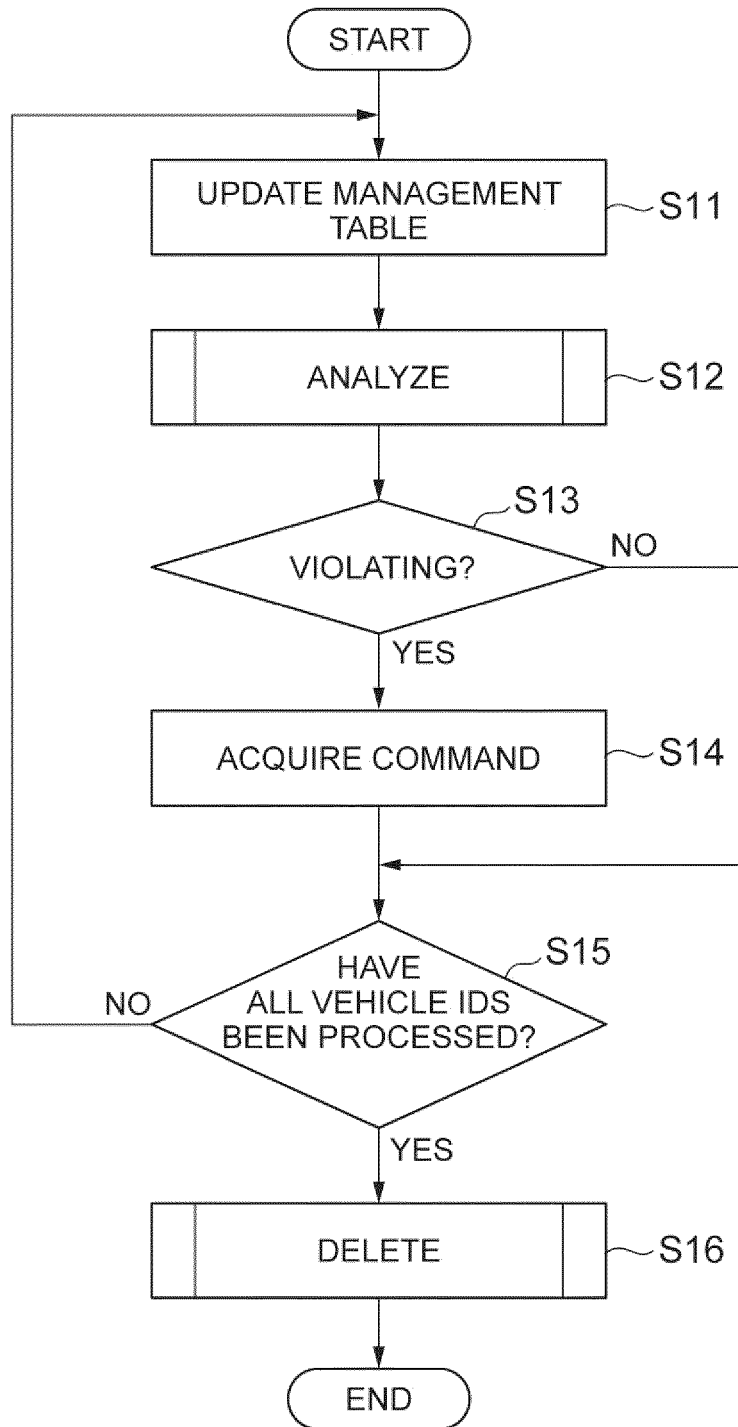 START
UPDATE MANAGEMENT
TABLE
S11
ANALYZE
S12
S13
VIOLATING?
NO
YES
ACQUIRE COMMAND
S14
S15
HAVE
ALL VEHICLE IDS
BEEN PROCESSED?
NO
YES
DELETE
S16
END